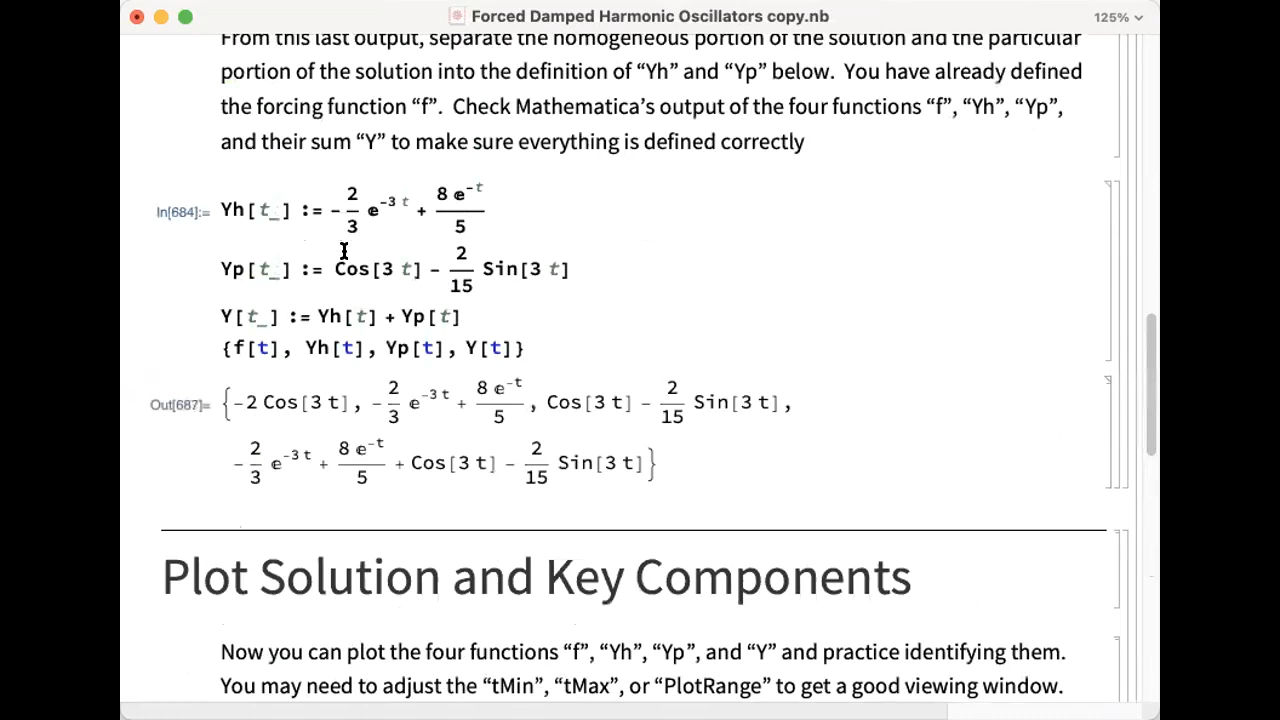 Forced Damped Harmonic Oscillators copy.nb
125%
From this last output, separate the homogeneous portion of the solution and the particular
portion of the solution into the definition of “Yh” and “Yp” below. You have already defined
the forcing function “f”. Check Mathematica’s output of the four functions “f”, “Yh”, “Yp”,
and their sum “Y” to make sure everything is defined correctly
In[684]:= Yh[t_] := -2/3 e^-3 t + 8 e^-t/5
Yp[t_] := Cos[3 t] - 2/15 Sin[3 t]
Y[t_] := Yh[t] + Yp[t]
{f[t], Yh[t], Yp[t], Y[t]}
Out[687]= {-2 Cos[3 t], -2/3 e^-3 t + 8 e^-t/5, Cos[3 t] - 2/15 Sin[3 t],
-2/3 e^-3 t + 8 e^-t/5 + Cos[3 t] - 2/15 Sin[3 t]}
Plot Solution and Key Components
Now you can plot the four functions “f”, “Yh”, “Yp”, and “Y” and practice identifying them.
You may need to adjust the “tMin”, “tMax”, or “PlotRange” to get a good viewing window.